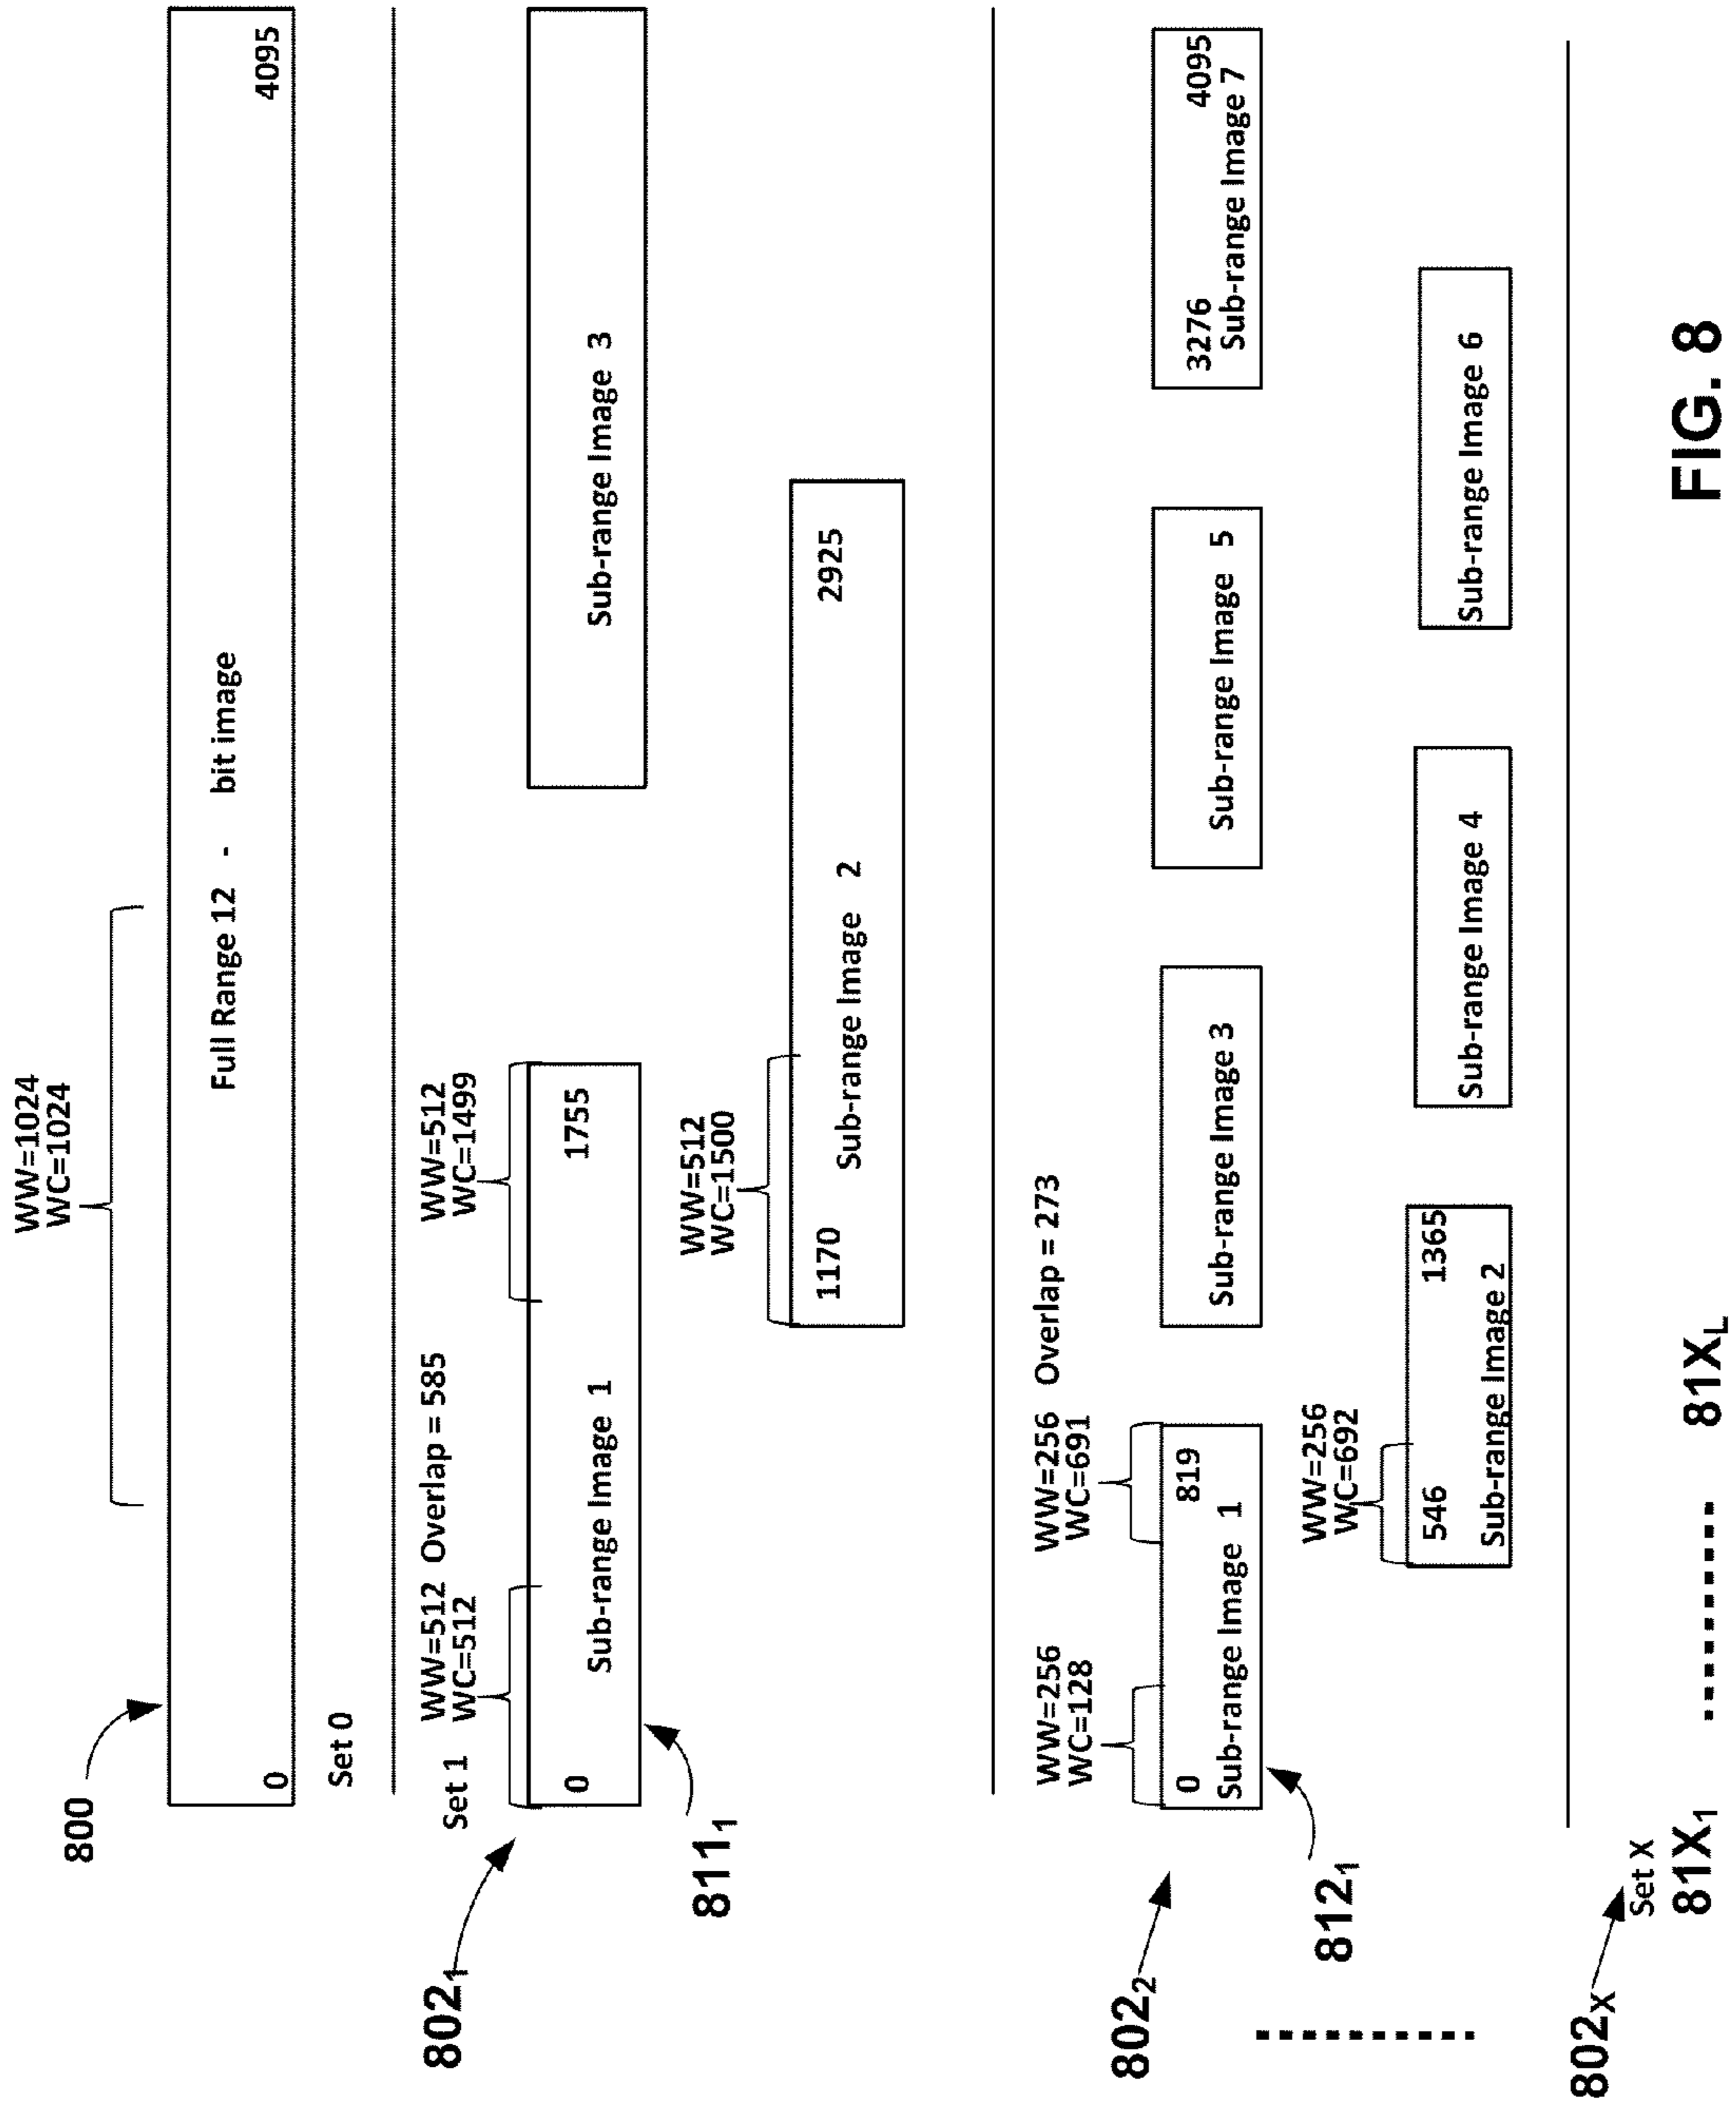 WW=1024
WC=1024
800
Full Range 12 - bit image
0
4095
Set 0
802₁
Set 1
WW=512 Overlap = 585
WC=512
WW=512
WC=1499
0
1755
Sub-range Image 1
Sub-range Image 3
811₁
WW=512
WC=1500
1170
2925
Sub-range Image 2
802₂
WW=256
WC=128
WW=256 Overlap = 273
WC=691
0
819
Sub-range Image 1
Sub-range Image 3
Sub-range Image 5
3276
4095
Sub-range Image 7
812₁
WW=256
WC=692
546
1365
Sub-range Image 2
Sub-range Image 4
Sub-range Image 6
802ₓ
Set X
81X₁
81X_L
FIG. 8